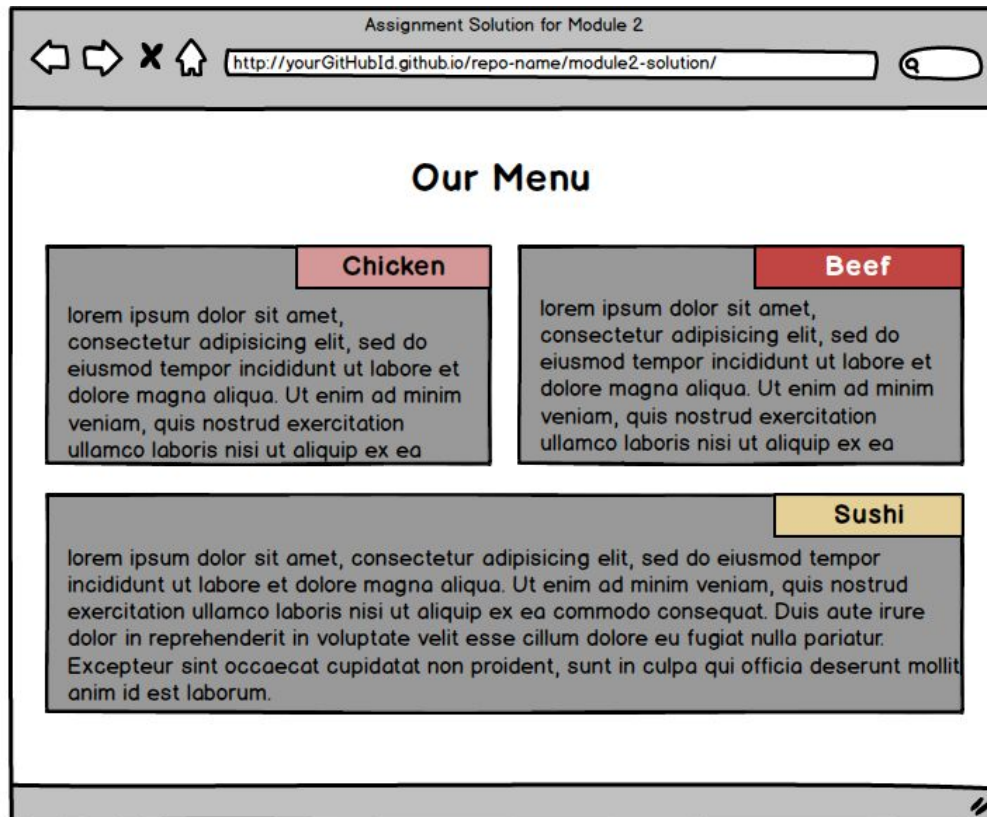 Assignment Solution for Module 2
http://yourGitHubId.github.io/repo-name/module2-solution/
Our Menu
Chicken
lorem ipsum dolor sit amet,
consectetur adipisicing elit, sed do
eiusmod tempor incididunt ut labore et
dolore magna aliqua. Ut enim ad minim
veniam, quis nostrud exercitation
ullamco laboris nisi ut aliquip ex ea
Beef
lorem ipsum dolor sit amet,
consectetur adipisicing elit, sed do
eiusmod tempor incididunt ut labore et
dolore magna aliqua. Ut enim ad minim
veniam, quis nostrud exercitation
ullamco laboris nisi ut aliquip ex ea
Sushi
lorem ipsum dolor sit amet, consectetur adipisicing elit, sed do eiusmod tempor
incididunt ut labore et dolore magna aliqua. Ut enim ad minim veniam, quis nostrud
exercitation ullamco laboris nisi ut aliquip ex ea commodo consequat. Duis aute irure
dolor in reprehenderit in voluptate velit esse cillum dolore eu fugiat nulla pariatur.
Excepteur sint occaecat cupidatat non proident, sunt in culpa qui officia deserunt mollit
anim id est laborum.